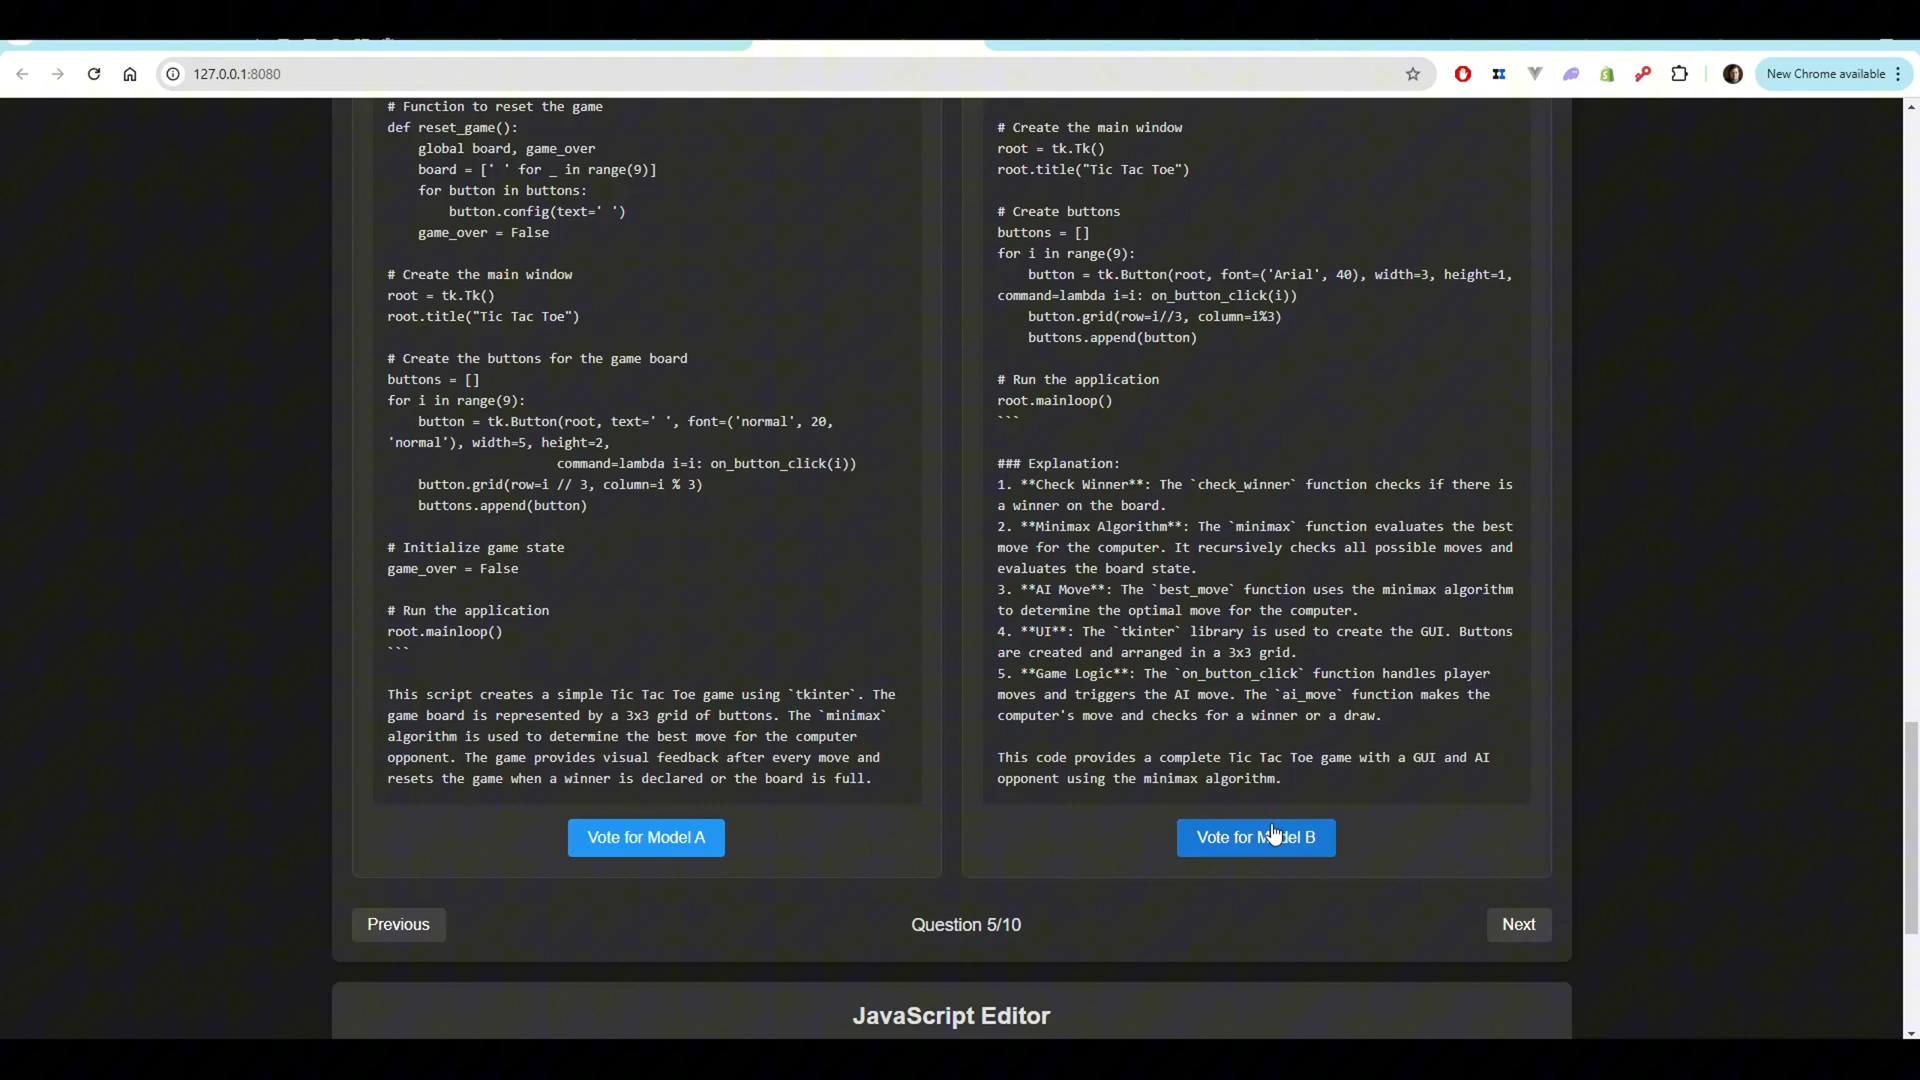 127.0.0.1:8080
New Chrome available
# Function to reset the game
def reset_game():
    global board, game_over
    board = [' ' for _ in range(9)]
    for button in buttons:
        button.config(text=' ')
    game_over = False
# Create the main window
root = tk.Tk()
root.title("Tic Tac Toe")
# Create the buttons for the game board
buttons = []
for i in range(9):
    button = tk.Button(root, text=' ', font=('normal', 20,
'normal'), width=5, height=2,
                      command=lambda i=i: on_button_click(i))
    button.grid(row=i // 3, column=i % 3)
    buttons.append(button)
# Initialize game state
game_over = False
# Run the application
root.mainloop()
```
This script creates a simple Tic Tac Toe game using `tkinter`. The
game board is represented by a 3x3 grid of buttons. The `minimax`
algorithm is used to determine the best move for the computer
opponent. The game provides visual feedback after every move and
resets the game when a winner is declared or the board is full.
Vote for Model A
# Create the main window
root = tk.Tk()
root.title("Tic Tac Toe")
# Create buttons
buttons = []
for i in range(9):
    button = tk.Button(root, font=('Arial', 40), width=3, height=1,
command=lambda i=i: on_button_click(i))
    button.grid(row=i//3, column=i%3)
    buttons.append(button)
# Run the application
root.mainloop()
```
### Explanation:
1. **Check Winner**: The `check_winner` function checks if there is
a winner on the board.
2. **Minimax Algorithm**: The `minimax` function evaluates the best
move for the computer. It recursively checks all possible moves and
evaluates the board state.
3. **AI Move**: The `best_move` function uses the minimax algorithm
to determine the optimal move for the computer.
4. **UI**: The `tkinter` library is used to create the GUI. Buttons
are created and arranged in a 3x3 grid.
5. **Game Logic**: The `on_button_click` function handles player
moves and triggers the AI move. The `ai_move` function makes the
computer's move and checks for a winner or a draw.
This code provides a complete Tic Tac Toe game with a GUI and AI
opponent using the minimax algorithm.
Vote for Model B
Previous
Question 5/10
Next
JavaScript Editor